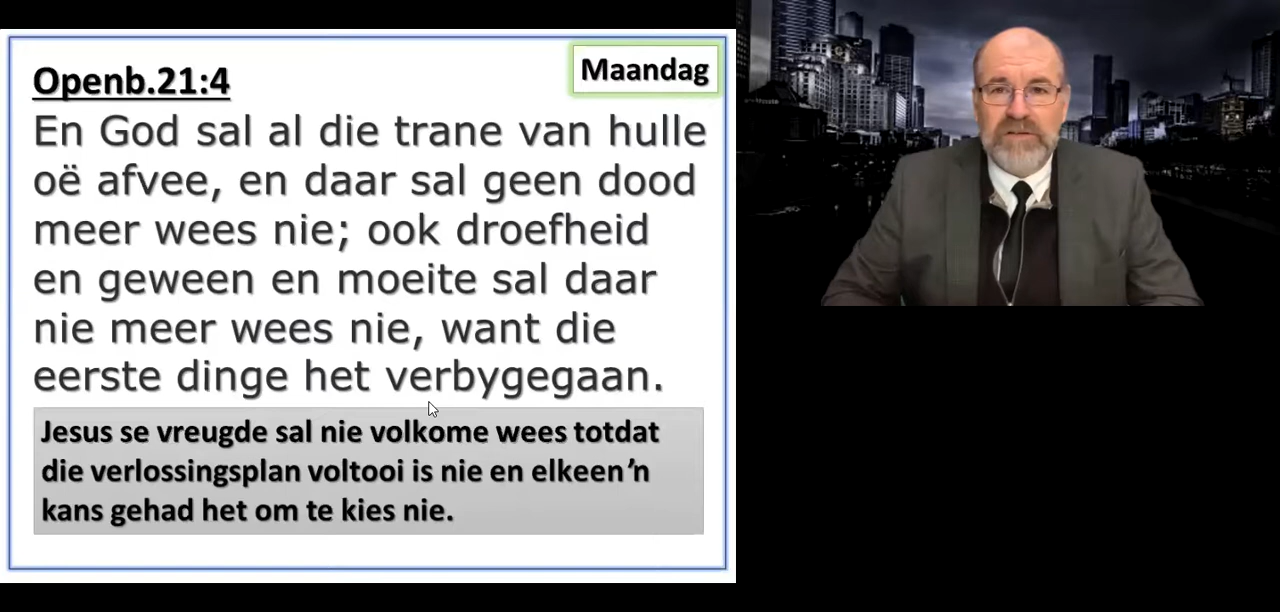 Maandag
Openb.21:4
En God sal al die trane van hulle
oë afvee, en daar sal geen dood
meer wees nie; ook droefheid
en geween en moeite sal daar
nie meer wees nie, want die
eerste dinge het verbygegaan.
Jesus se vreugde sal nie volkome wees totdat
die verlossingsplan voltooi is nie en elkeen ’n
kans gehad het om te kies nie.